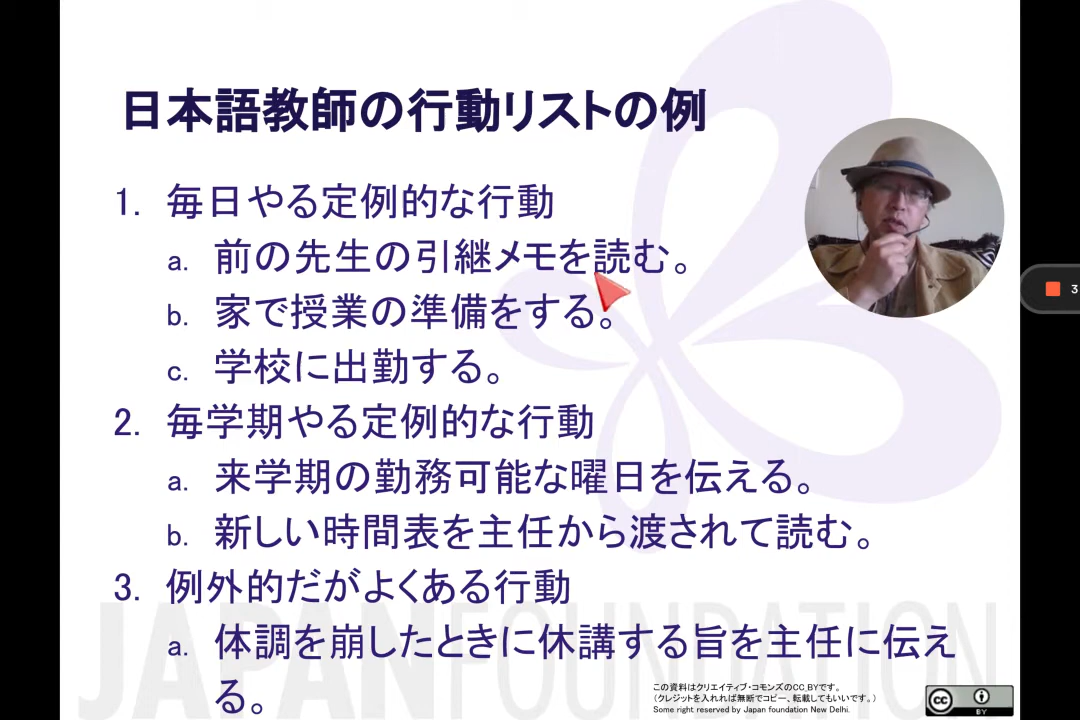 日本語教師の行動リストの例
1. 毎日やる定例的な行動
a. 前の先生の引継メモを読む。
b. 家で授業の準備をする。
c. 学校に出勤する。
2. 毎学期やる定例的な行動
a. 来学期の勤務可能な曜日を伝える。
b. 新しい時間表を主任から渡されて読む。
3. 例外的だがよくある行動
a. 体調を崩したときに休講する旨を主任に伝え
る。
JAPAN FOUNDATION
この資料はクリエイティブ・コモンズのCC_BYです。
（クレジットを入れれば無断でコピー、転載してもいいです。）
Some right reserved by Japan foundation New Delhi.
cc
BY
3